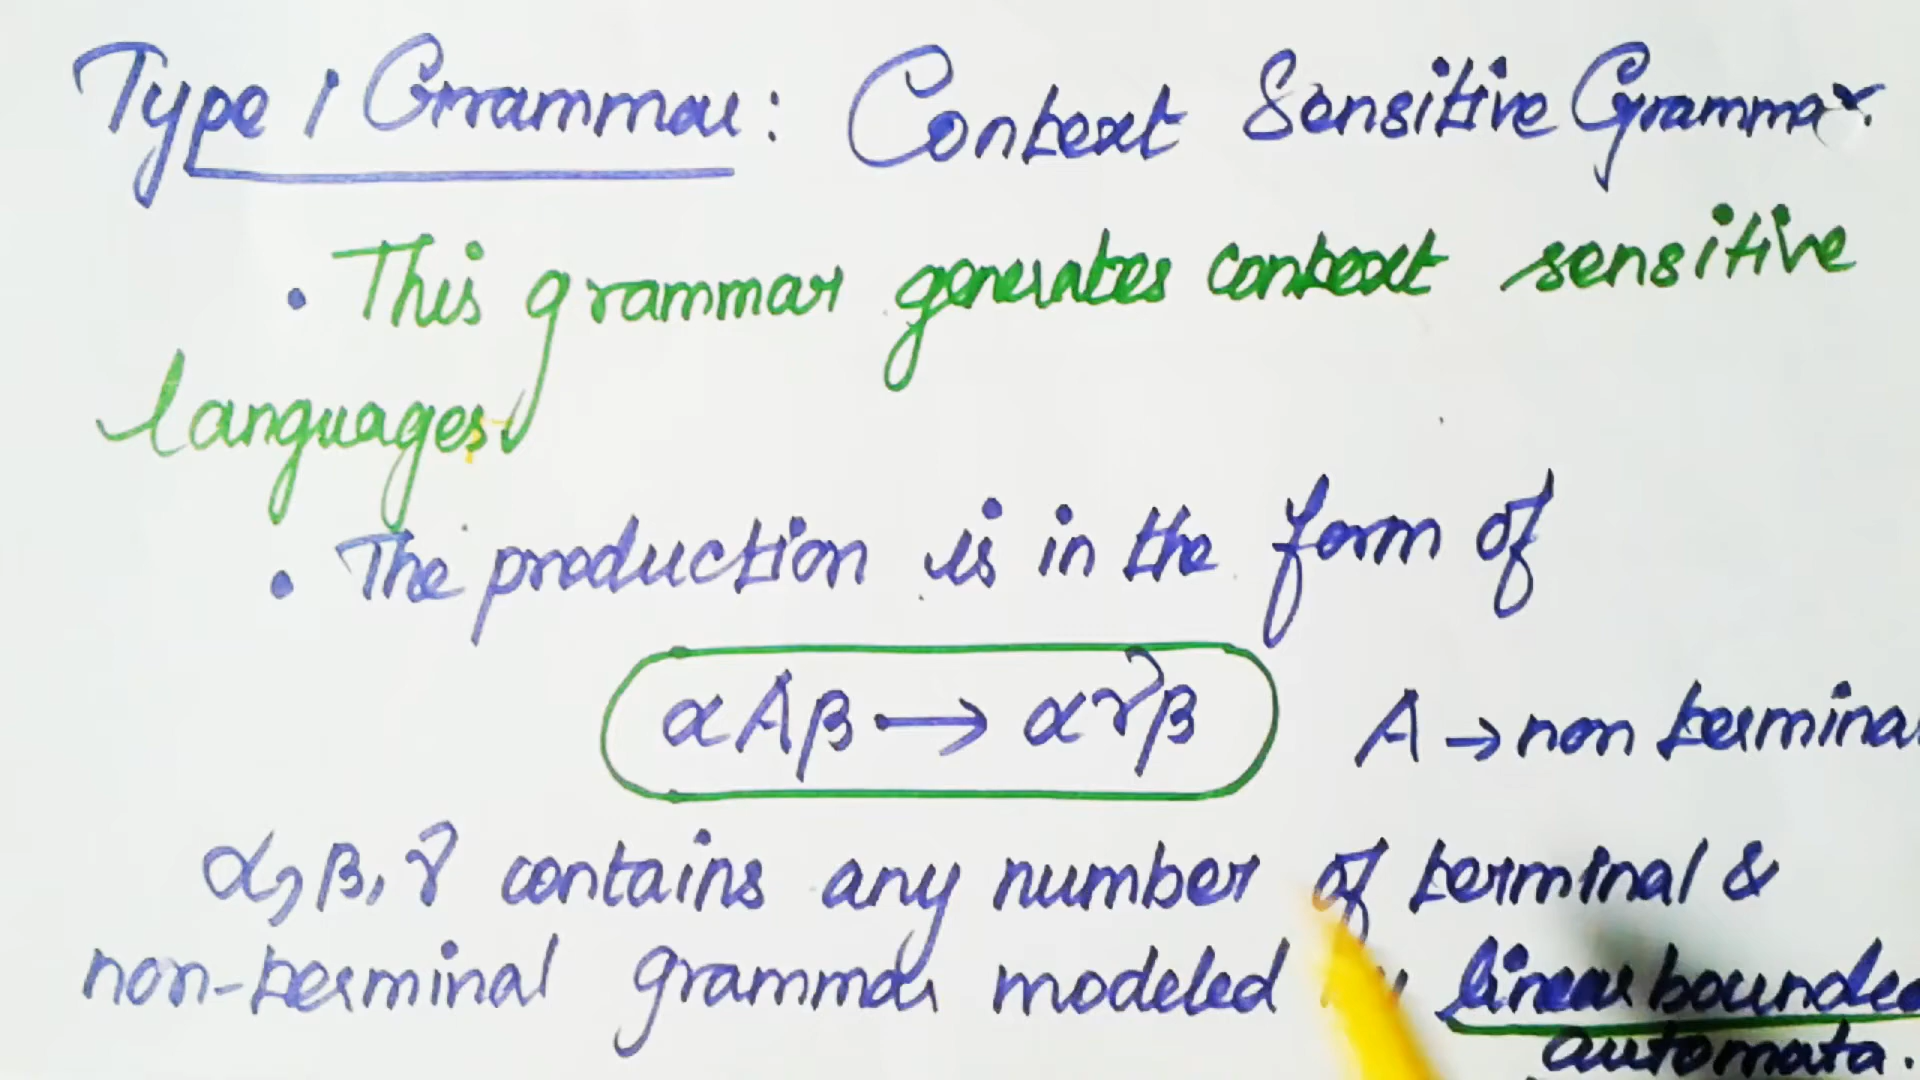 Type 1 Grammar: Context Sensitive Grammar.
• This grammar generates context sensitive
languages.
• The production is in the form of
αAβ → αγβ A → non terminal
α, β, γ contains any number of terminal &
non-terminal grammar modeled linear bounded
automata.